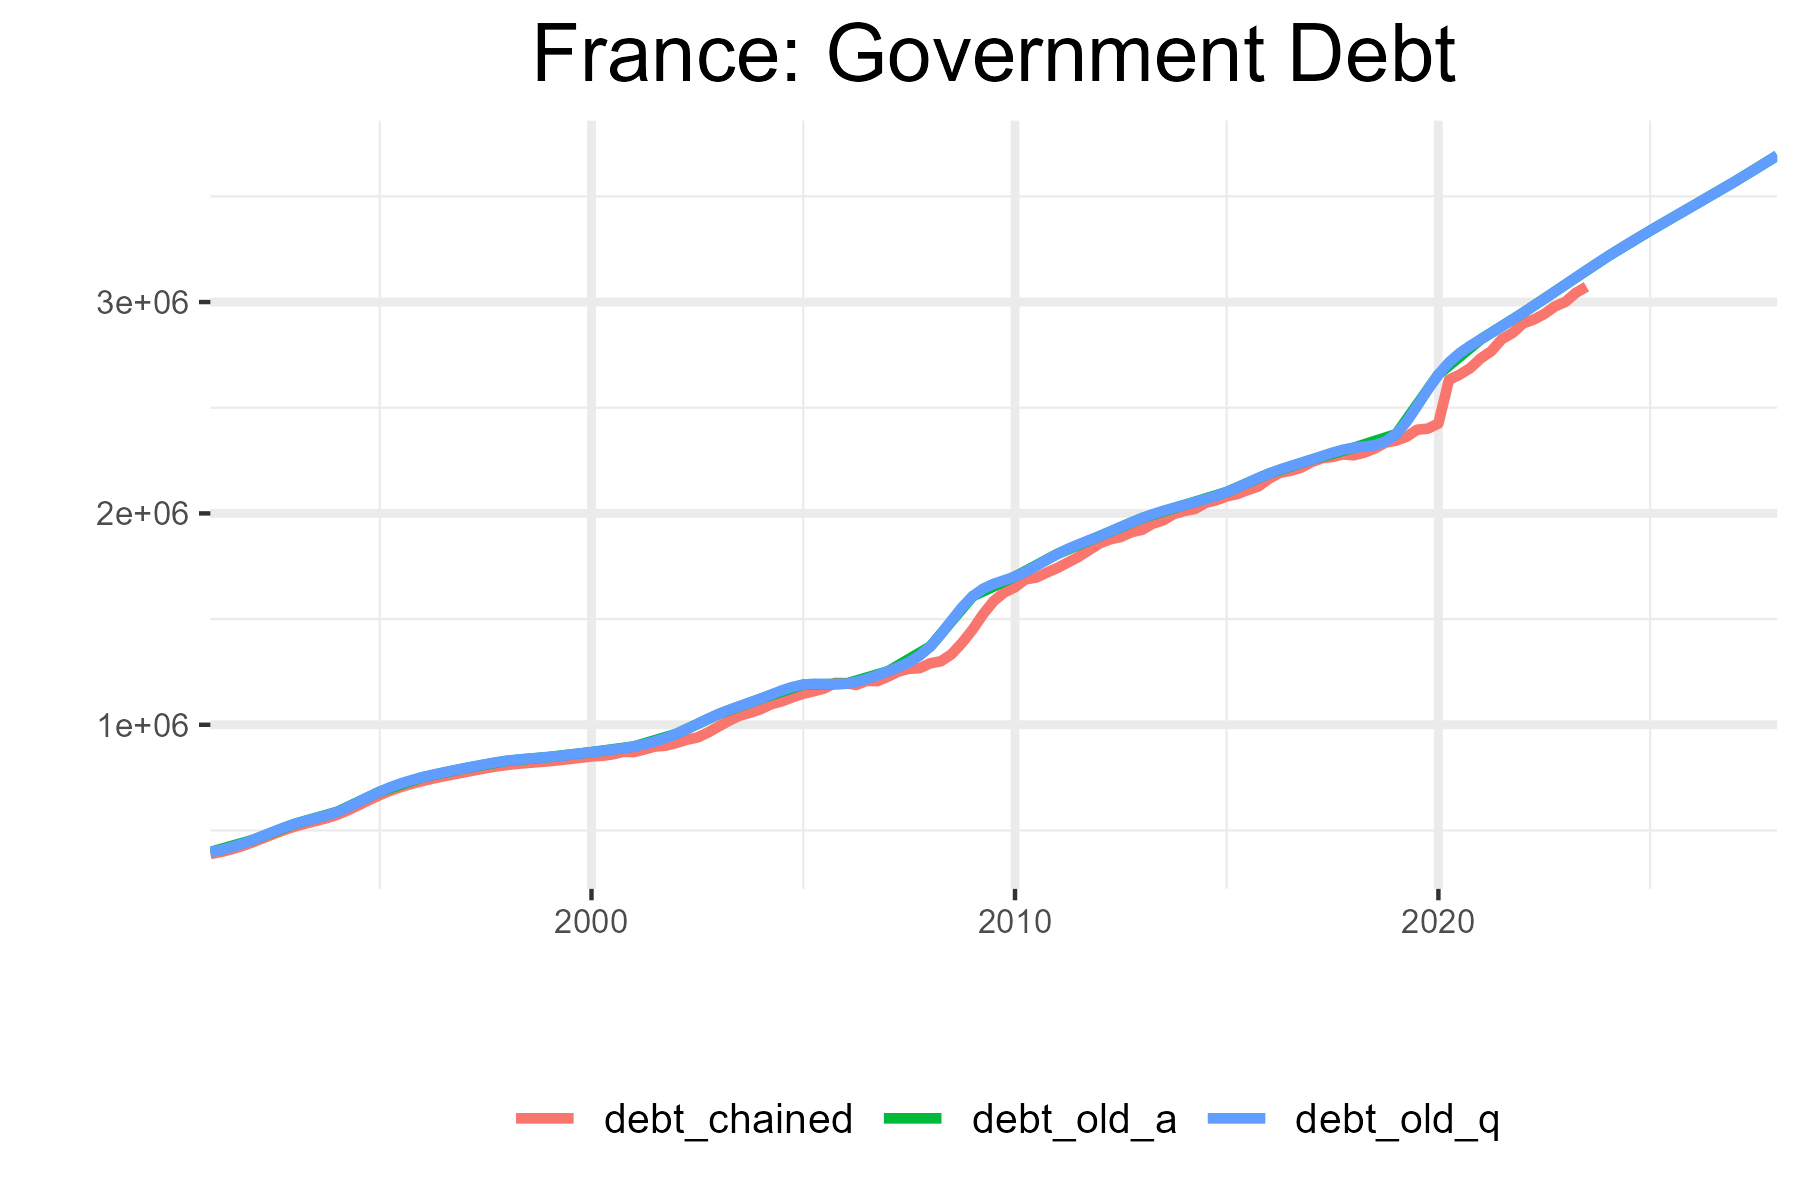 France: Government Debt
3e+06
2e+06
1e+06
2000 2010 2020
debt_chained debt_old_a debt_old_q